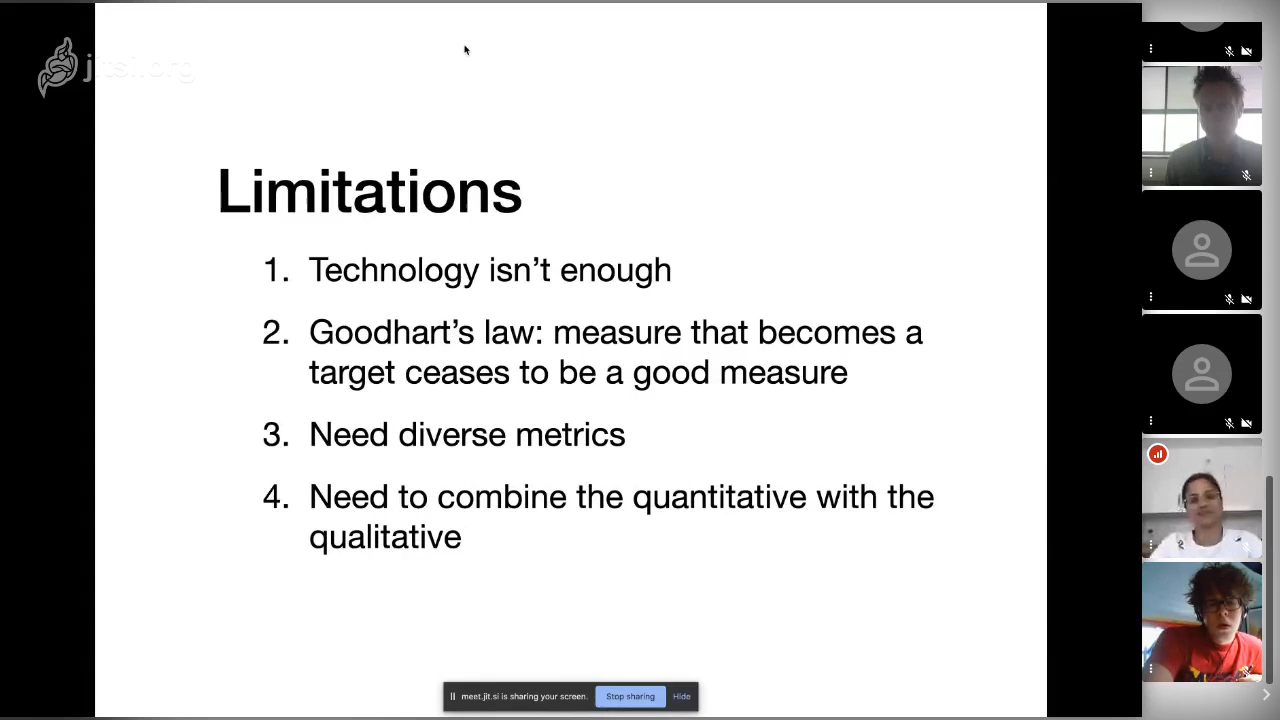 jitsi.org
Limitations
1. Technology isn’t enough
2. Goodhart’s law: measure that becomes a
target ceases to be a good measure
3. Need diverse metrics
4. Need to combine the quantitative with the
qualitative
meet.jit.si is sharing your screen. Stop sharing Hide